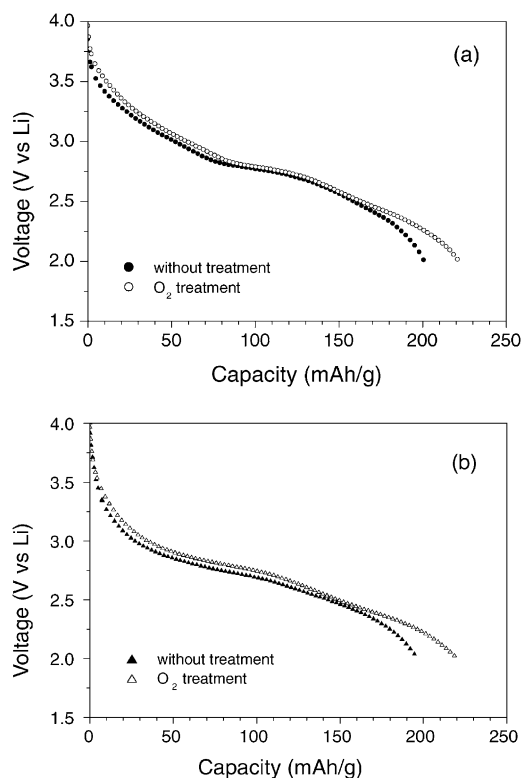 4.0
(a)
3.5
3.0
2.5
2.0
1.5
Voltage (V vs Li)
without treatment
O2 treatment
0 50 100 150 200 250
Capacity (mAh/g)
4.0
(b)
3.5
3.0
2.5
2.0
1.5
Voltage (V vs Li)
without treatment
O2 treatment
0 50 100 150 200 250
Capacity (mAh/g)